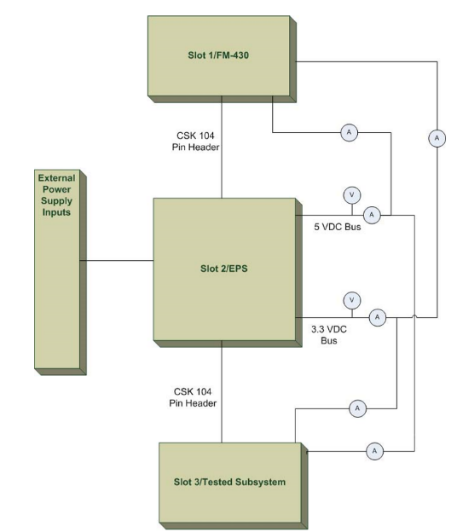 Slot 1/FM-430
A
CSK 104
Pin Header
A
External
Power
Supply
Inputs
V
A
5 VDC Bus
Slot 2/EPS
V
A
3.3 VDC
Bus
CSK 104
Pin Header
A
A
Slot 3/Tested Subsystem